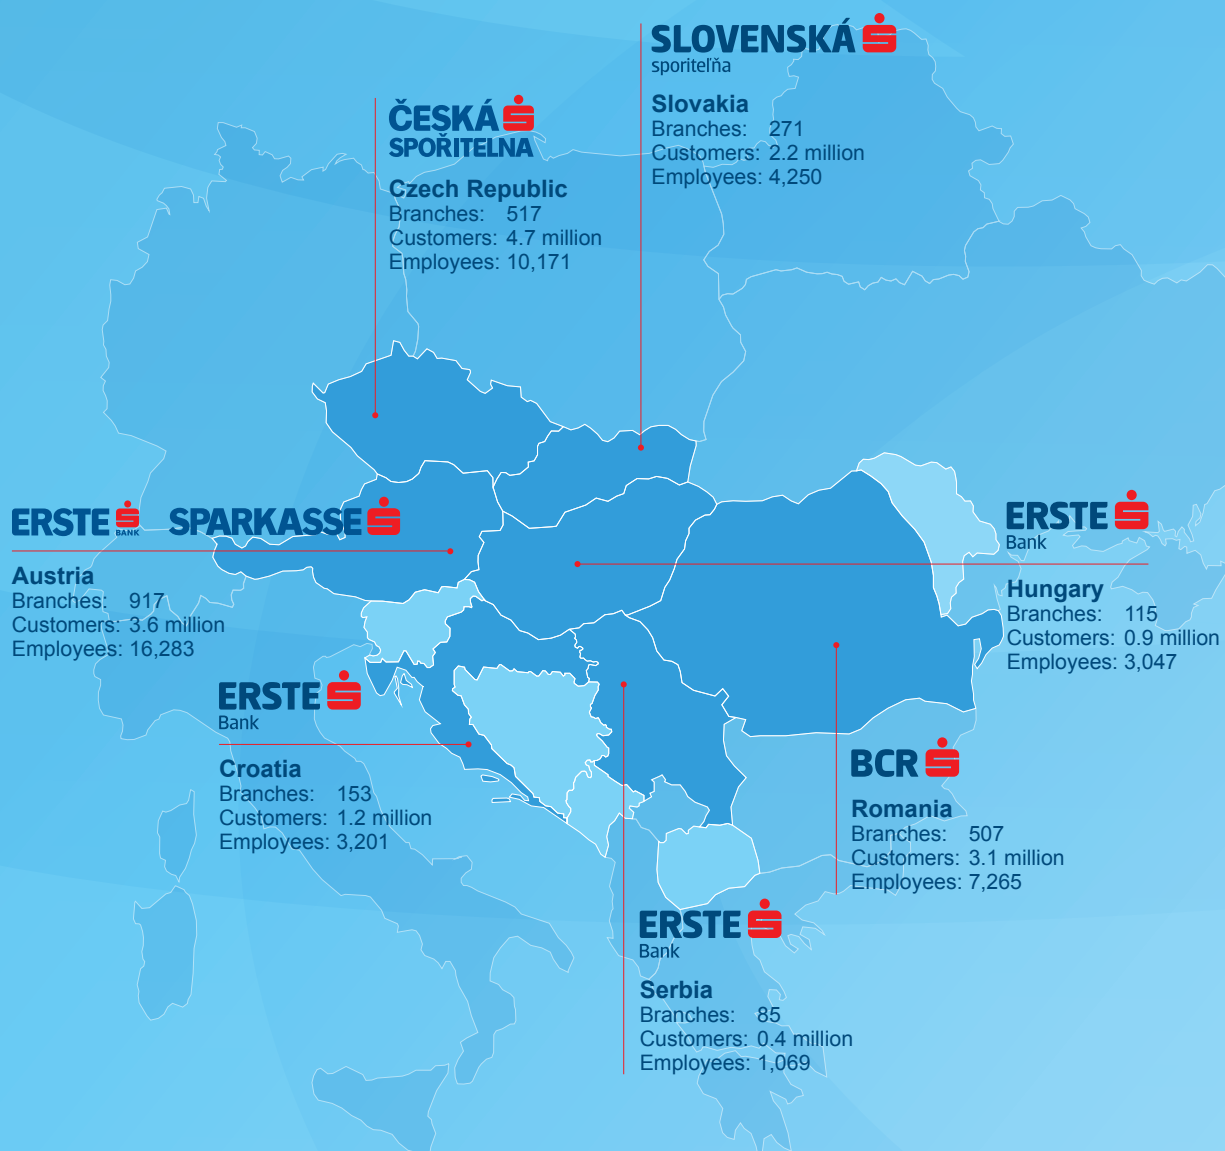 SLOVENSKÁ
sporiteľňa
Slovakia
Branches: 271
Customers: 2.2 million
Employees: 4,250
ČESKÁ
SPOŘITELNA
Czech Republic
Branches: 517
Customers: 4.7 million
Employees: 10,171
ERSTE
BANK
SPARKASSE
Austria
Branches: 917
Customers: 3.6 million
Employees: 16,283
ERSTE
Bank
Hungary
Branches: 115
Customers: 0.9 million
Employees: 3,047
ERSTE
Bank
Croatia
Branches: 153
Customers: 1.2 million
Employees: 3,201
BCR
Romania
Branches: 507
Customers: 3.1 million
Employees: 7,265
ERSTE
Bank
Serbia
Branches: 85
Customers: 0.4 million
Employees: 1,069